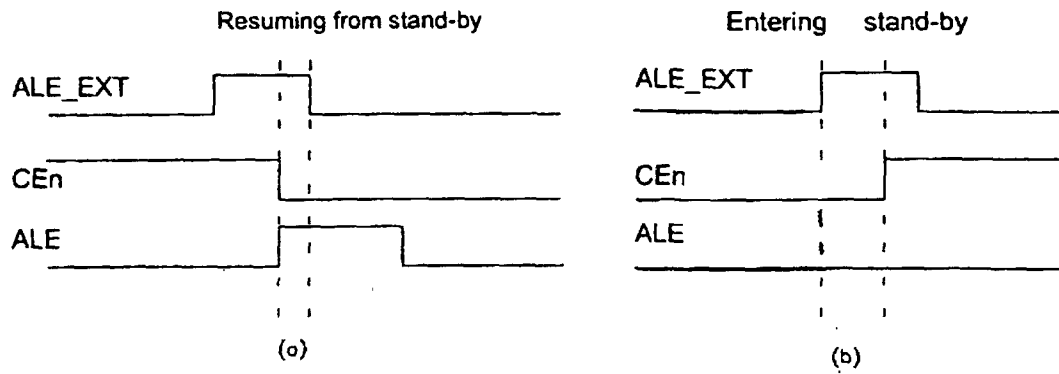 Resuming from stand-by
ALE_EXT
CEn
ALE
(a)
Entering stand-by
ALE_EXT
CEn
ALE
(b)